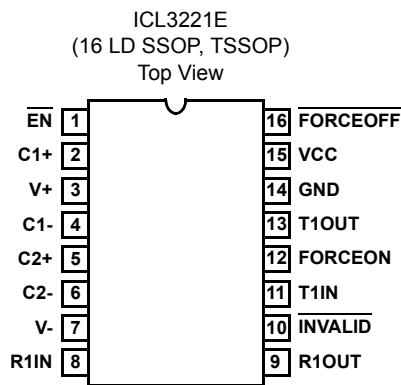 ICL3221E
(16 LD SSOP, TSSOP)
Top View
EN 1 16 FORCEOFF
C1+ 2 15 VCC
V+ 3 14 GND
C1- 4 13 T1OUT
C2+ 5 12 FORCEON
C2- 6 11 T1IN
V- 7 10 INVALID
R1IN 8 9 R1OUT